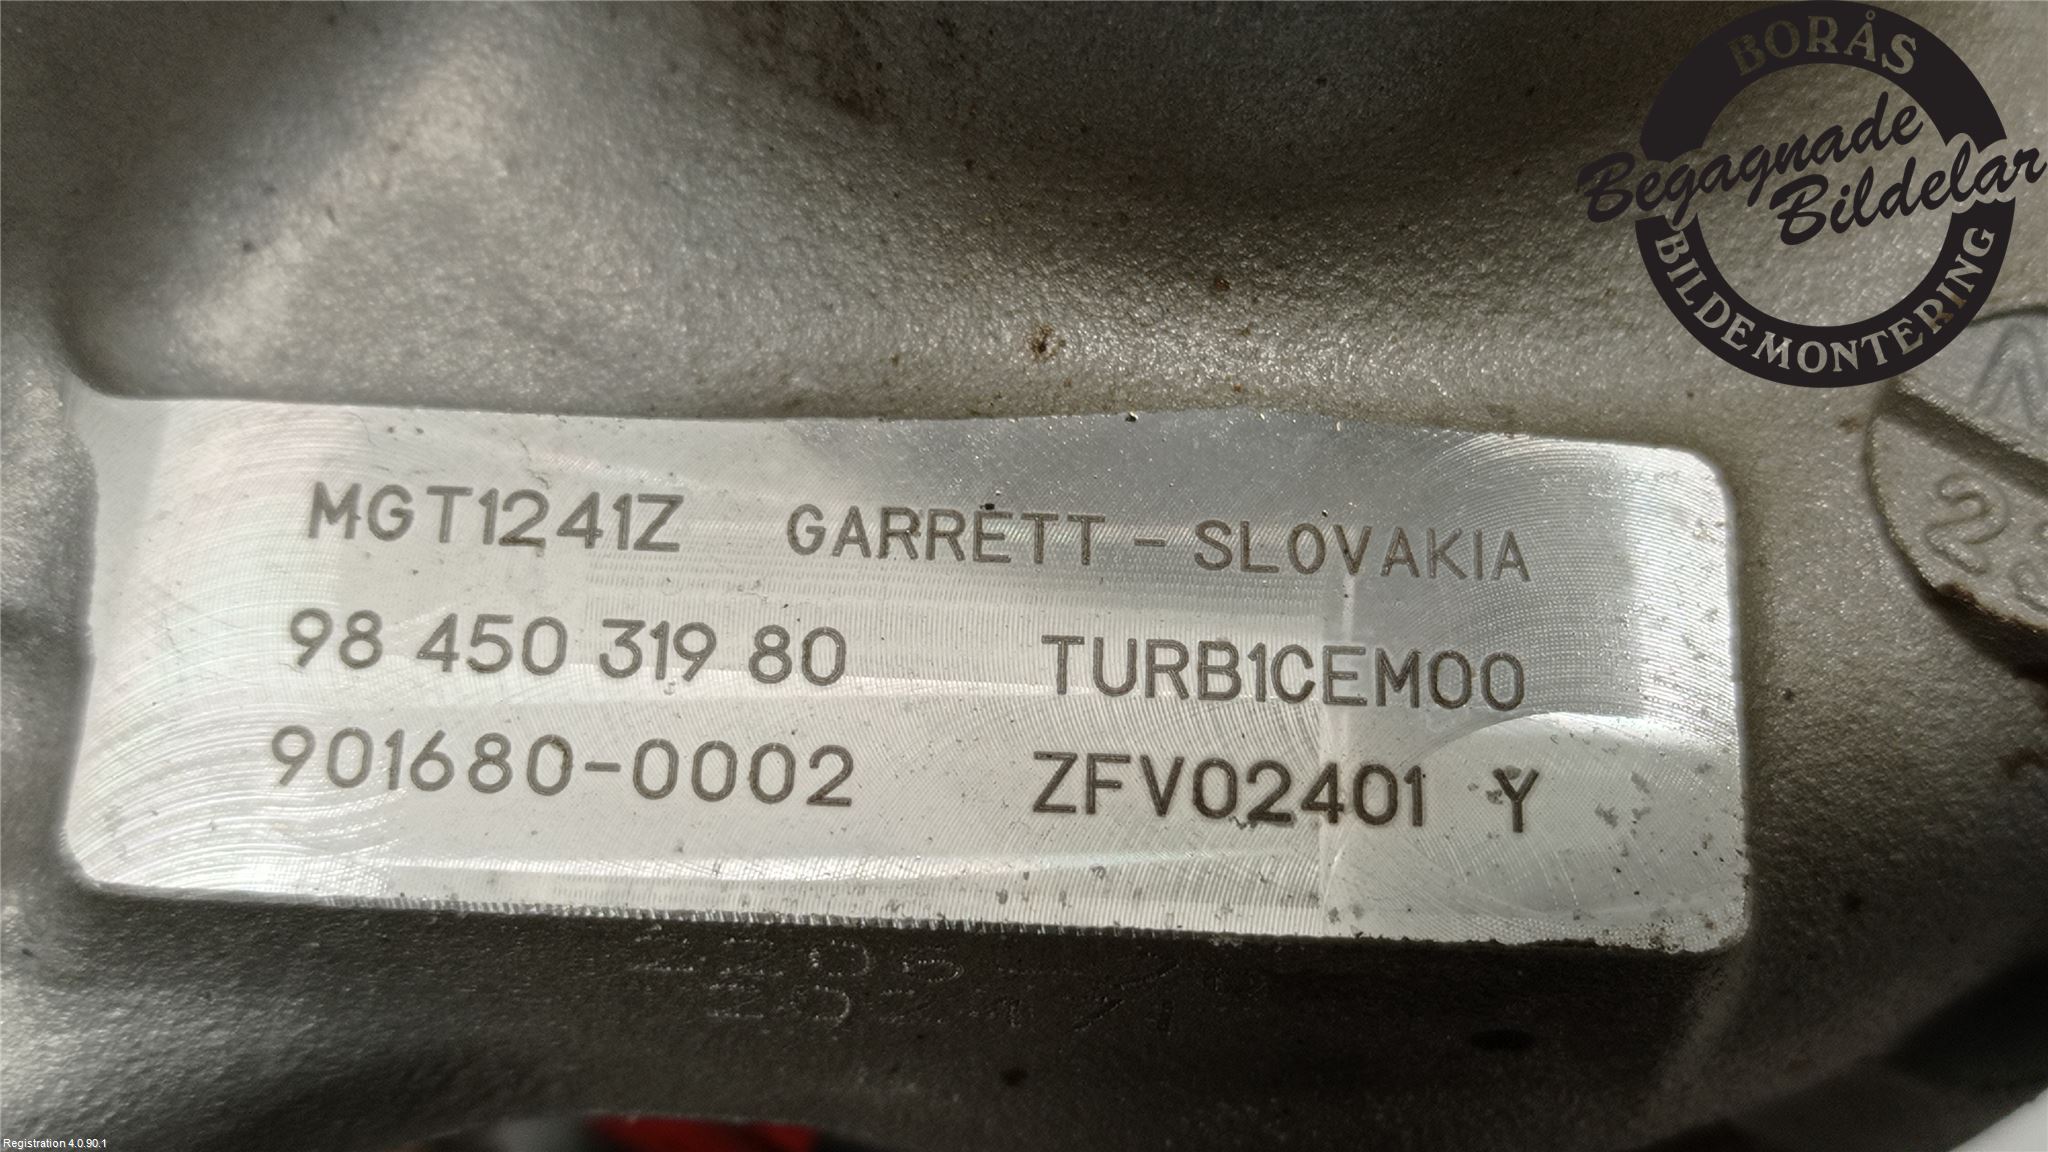 BORÅS
Begagnade
Bildelar
BILDEMONTERING
MGT1241Z GARRETT - SLOVAKIA
98 450 319 80 TURB1CEM00
901680-0002 ZFV02401 Y
Registration 4.0.90.1